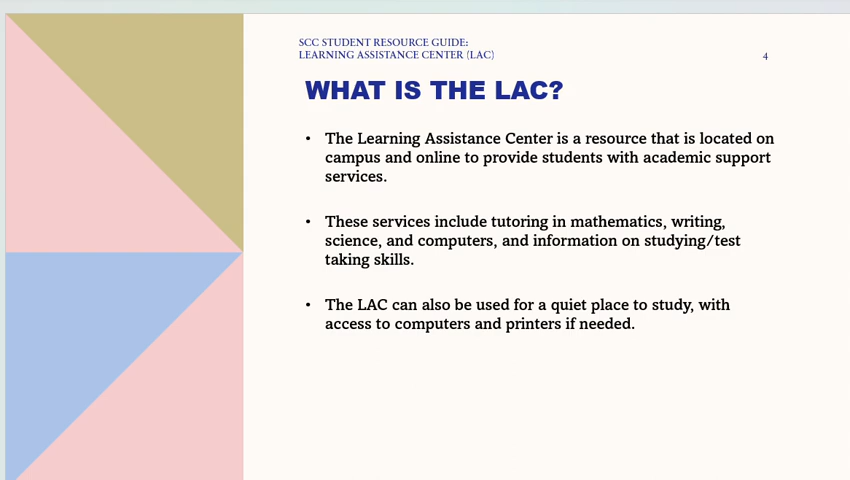 SCC STUDENT RESOURCE GUIDE:
LEARNING ASSISTANCE CENTER (LAC)
4
WHAT IS THE LAC?
• The Learning Assistance Center is a resource that is located on
campus and online to provide students with academic support
services.
• These services include tutoring in mathematics, writing,
science, and computers, and information on studying/test
taking skills.
• The LAC can also be used for a quiet place to study, with
access to computers and printers if needed.